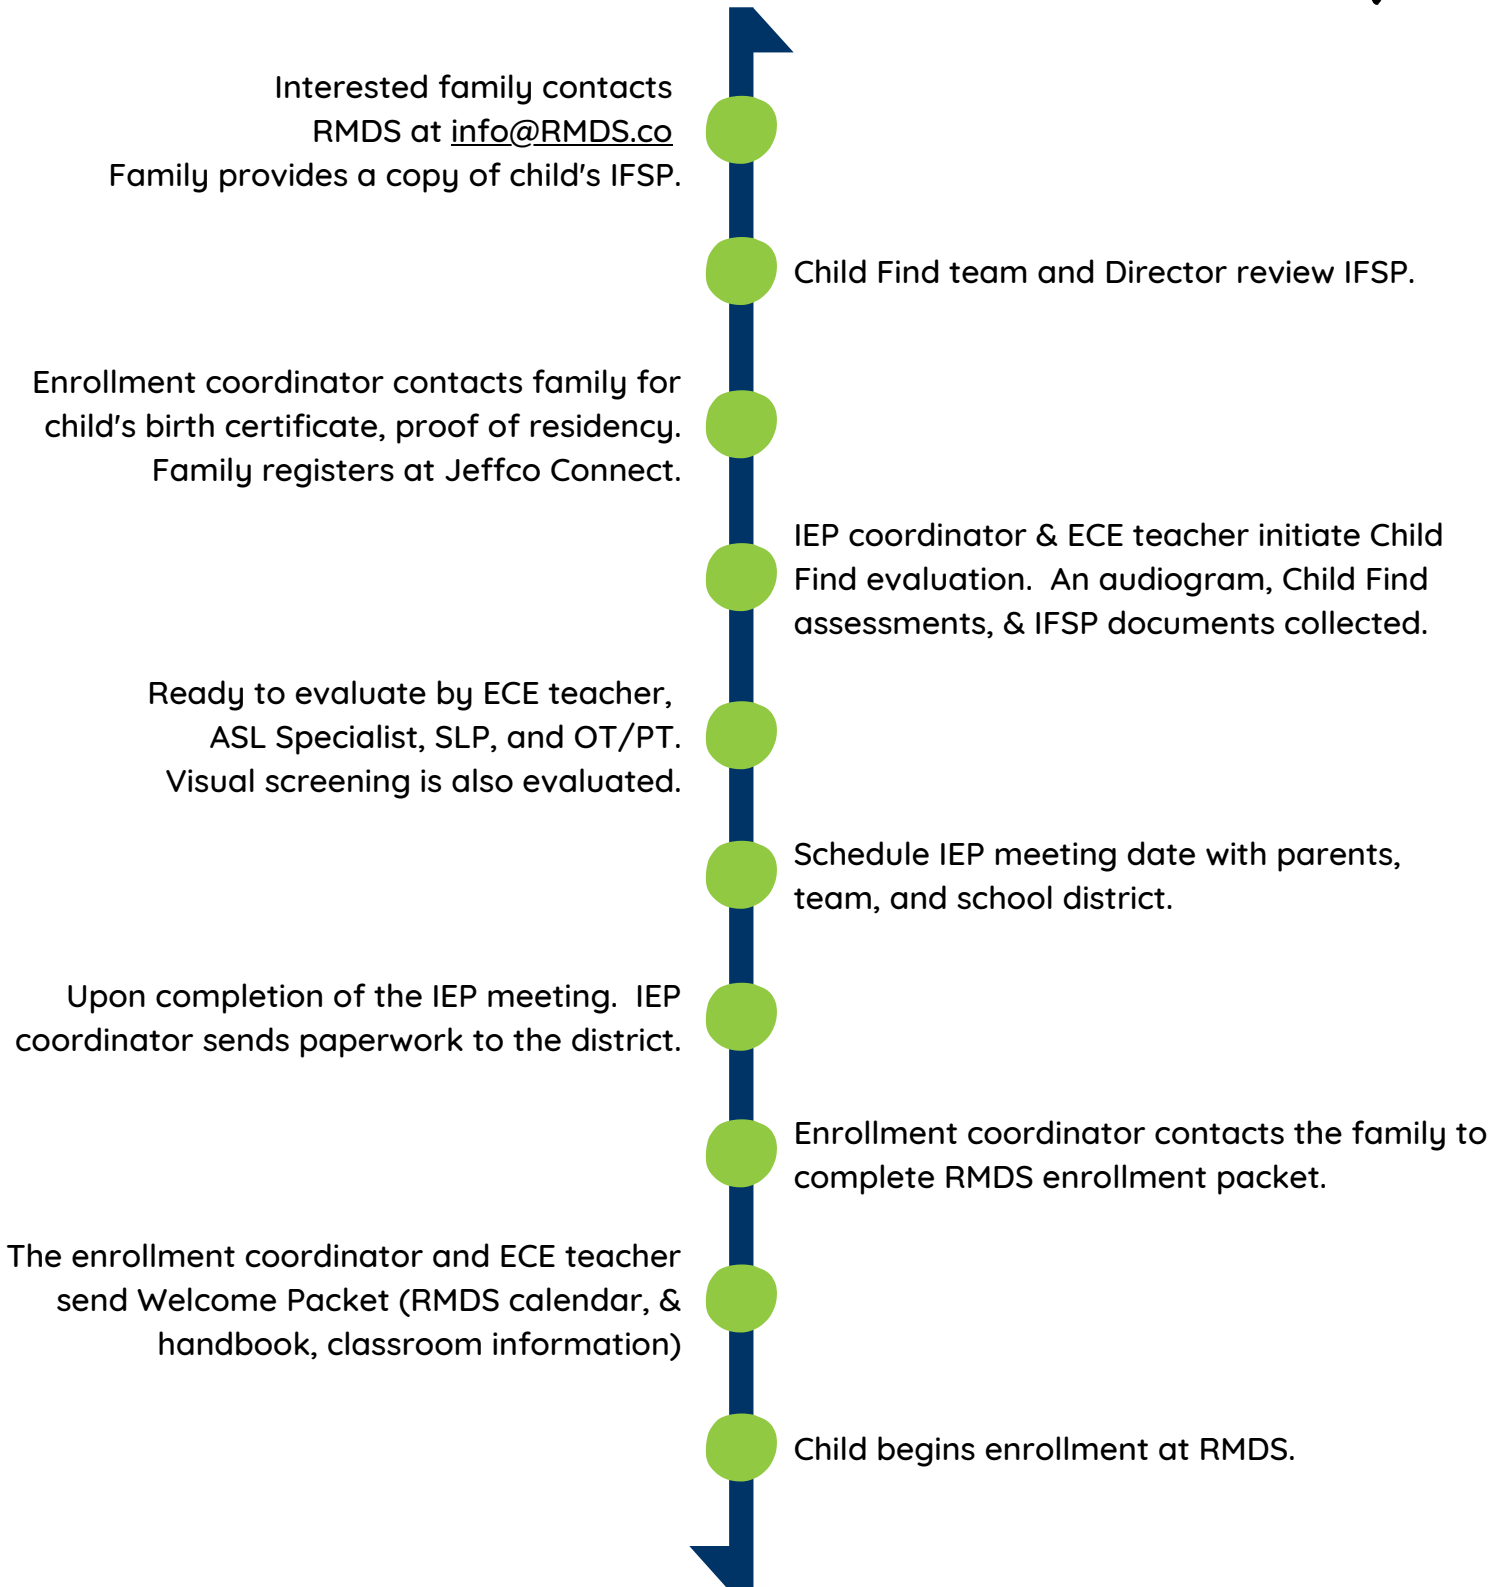 Interested family contacts
RMDS at info@RMDS.co
Family provides a copy of child's IFSP.
Child Find team and Director review IFSP.
Enrollment coordinator contacts family for
child's birth certificate, proof of residency.
Family registers at Jeffco Connect.
IEP coordinator & ECE teacher initiate Child
Find evaluation.  An audiogram, Child Find
assessments, & IFSP documents collected.
Ready to evaluate by ECE teacher,
ASL Specialist, SLP, and OT/PT.
Visual screening is also evaluated.
Schedule IEP meeting date with parents,
team, and school district.
Upon completion of the IEP meeting.  IEP
coordinator sends paperwork to the district.
Enrollment coordinator contacts the family to
complete RMDS enrollment packet.
The enrollment coordinator and ECE teacher
send Welcome Packet (RMDS calendar, &
handbook, classroom information)
Child begins enrollment at RMDS.